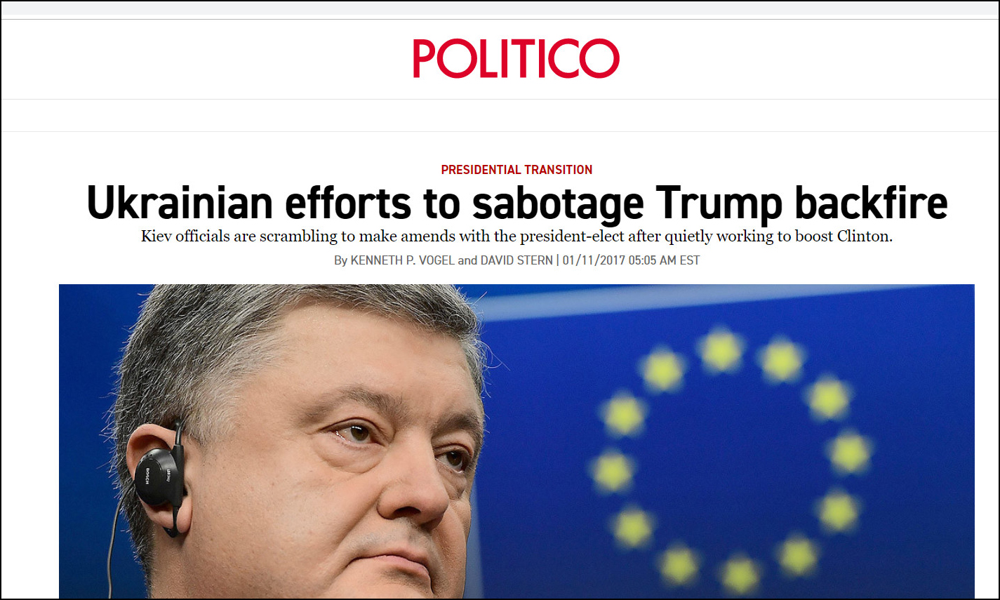 POLITICO
PRESIDENTIAL TRANSITION
Ukrainian efforts to sabotage Trump backfire
Kiev officials are scrambling to make amends with the president-elect after quietly working to boost Clinton.
By KENNETH P. VOGEL and DAVID STERN | 01/11/2017 05:05 AM EST
BOSCH